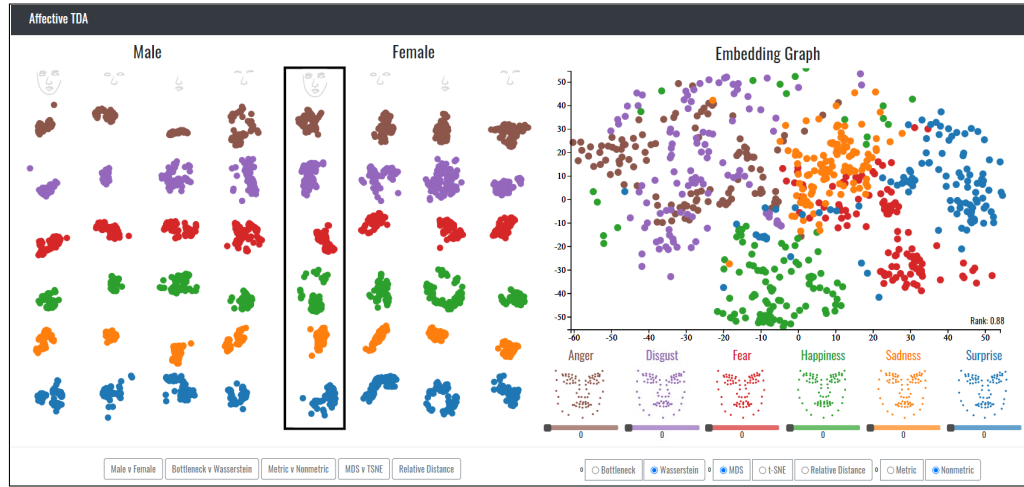 Affective TDA
Male
Female
Embedding Graph
50
40
30
20
10
0
-10
-20
-30
-40
-50
Rank: 0.88
-60 -50 -40 -30 -20 -10 0 10 20 30 40 50
Anger Disgust Fear Happiness Sadness Surprise
0 0 0 0 0 0
Male v Female Bottleneck v Wasserstein Metric v Nonmetric MDS v TSNE Relative Distance
0 Bottleneck Wasserstein 0 MDS t-SNE Relative Distance 0 Metric Nonmetric